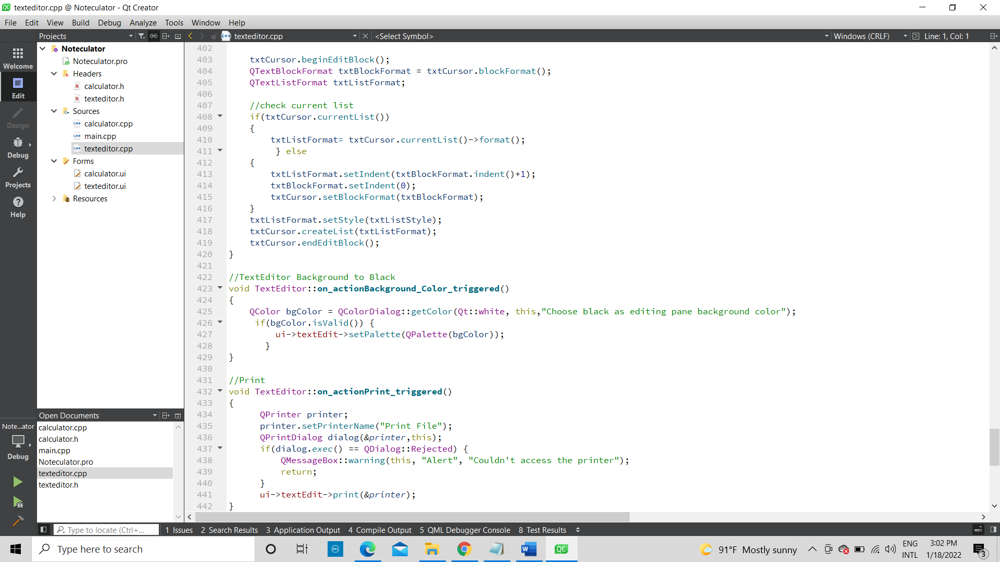 texteditor.cpp @ Noteculator - Qt Creator
File Edit View Build Debug Analyze Tools Window Help
Projects
texteditor.cpp
<Select Symbol>
Windows (CRLF)
Line: 1, Col: 1
Welcome
Edit
Design
Debug
Projects
Help
Noteculator
Noteculator.pro
Headers
calculator.h
texteditor.h
Sources
calculator.cpp
main.cpp
texteditor.cpp
Forms
calculator.ui
texteditor.ui
Resources
Open Documents
calculator.cpp
calculator.h
main.cpp
Noteculator.pro
texteditor.cpp
texteditor.h
Note...ator
Debug
402
403 txtCursor.beginEditBlock();
404 QTextBlockFormat txtBlockFormat = txtCursor.blockFormat();
405 QTextListFormat txtListFormat;
406
407 //check current list
408 if(txtCursor.currentList())
409 {
410 txtListFormat= txtCursor.currentList()->format();
411 } else
412 {
413 txtListFormat.setIndent(txtBlockFormat.indent()+1);
414 txtBlockFormat.setIndent(0);
415 txtCursor.setBlockFormat(txtBlockFormat);
416 }
417 txtListFormat.setStyle(txtListStyle);
418 txtCursor.createList(txtListFormat);
419 txtCursor.endEditBlock();
420 }
421
422 //TextEditor Background to Black
423 void TextEditor::on_actionBackground_Color_triggered()
424 {
425 QColor bgColor = QColorDialog::getColor(Qt::white, this,"Choose black as editing pane background color");
426 if(bgColor.isValid()) {
427 ui->textEdit->setPalette(QPalette(bgColor));
428 }
429 }
430
431 //Print
432 void TextEditor::on_actionPrint_triggered()
433 {
434 QPrinter printer;
435 printer.setPrinterName("Print File");
436 QPrintDialog dialog(&printer,this);
437 if(dialog.exec() == QDialog::Rejected) {
438 QMessageBox::warning(this, "Alert", "Couldn't access the printer");
439 return;
440 }
441 ui->textEdit->print(&printer);
442 }
Type to locate (Ctrl+...
1 Issues 2 Search Results 3 Application Output 4 Compile Output 5 QML Debugger Console 8 Test Results
Type here to search
91°F Mostly sunny
ENG
INTL
3:02 PM
1/18/2022
3